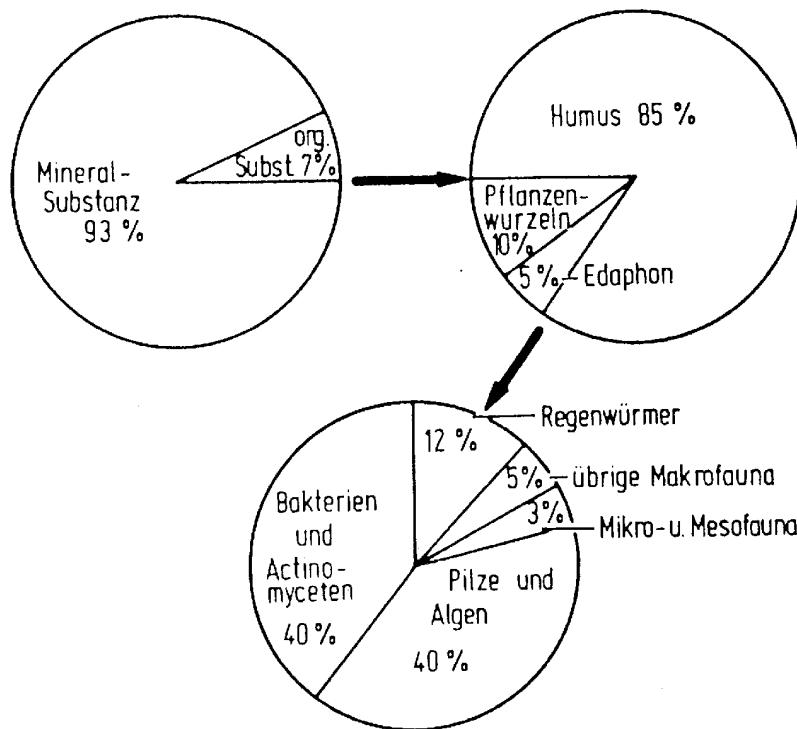 Mineral-
Substanz
93 %
org.
Subst. 7%
Humus 85 %
Pflanzen-
wurzeln
10%
5% Edaphon
Regenwürmer
12 %
5% übrige Makrofauna
3%
Mikro- u. Mesofauna
Bakterien
und
Actino-
myceten
40 %
Pilze und
Algen
40 %